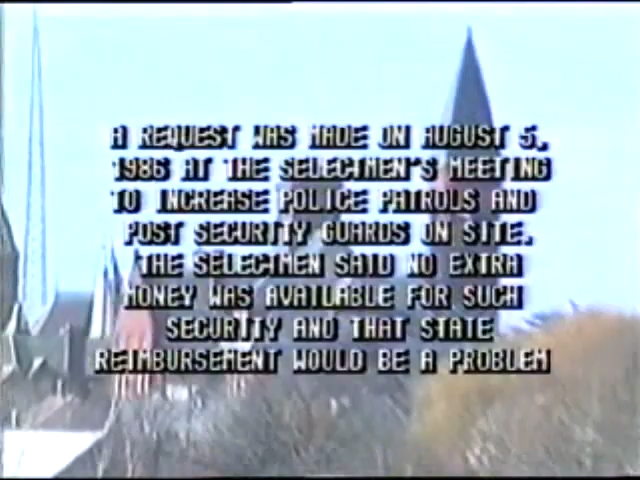 A REQUEST WAS MADE ON AUGUST 5,
1986 AT THE SELECTMEN'S MEETING
TO INCREASE POLICE PATROLS AND
POST SECURITY GUARDS ON SITE.
THE SELECTMEN SAID NO EXTRA
MONEY WAS AVAILABLE FOR SUCH
SECURITY AND THAT STATE
REIMBURSEMENT WOULD BE A PROBLEM